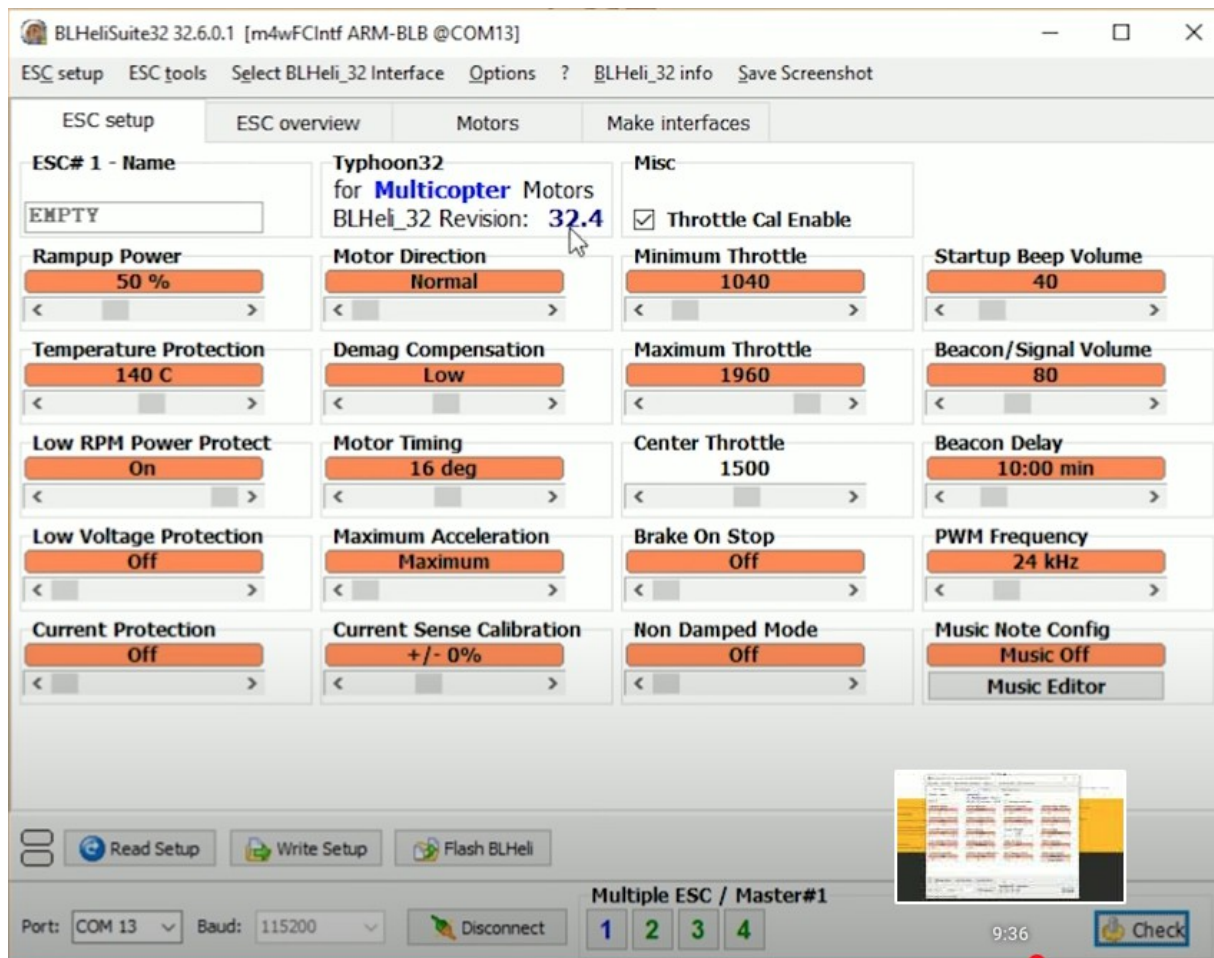 BLHeliSuite32 32.6.0.1 [m4wFCIntf ARM-BLB @COM13]
ESC setup ESC tools Select BLHeli_32 Interface Options ? BLHeli_32 info Save Screenshot
ESC setup ESC overview Motors Make interfaces
ESC# 1 - Name
EMPTY
Typhoon32
for Multicopter Motors
BLHeli_32 Revision: 32.4
Misc
Throttle Cal Enable
Rampup Power
50 %
Motor Direction
Normal
Minimum Throttle
1040
Startup Beep Volume
40
Temperature Protection
140 C
Demag Compensation
Low
Maximum Throttle
1960
Beacon/Signal Volume
80
Low RPM Power Protect
On
Motor Timing
16 deg
Center Throttle
1500
Beacon Delay
10:00 min
Low Voltage Protection
Off
Maximum Acceleration
Maximum
Brake On Stop
Off
PWM Frequency
24 kHz
Current Protection
Off
Current Sense Calibration
+/- 0%
Non Damped Mode
Off
Music Note Config
Music Off
Music Editor
Read Setup Write Setup Flash BLHeli
Multiple ESC / Master#1
Port: COM 13 Baud: 115200 Disconnect 1 2 3 4 9:36 Check